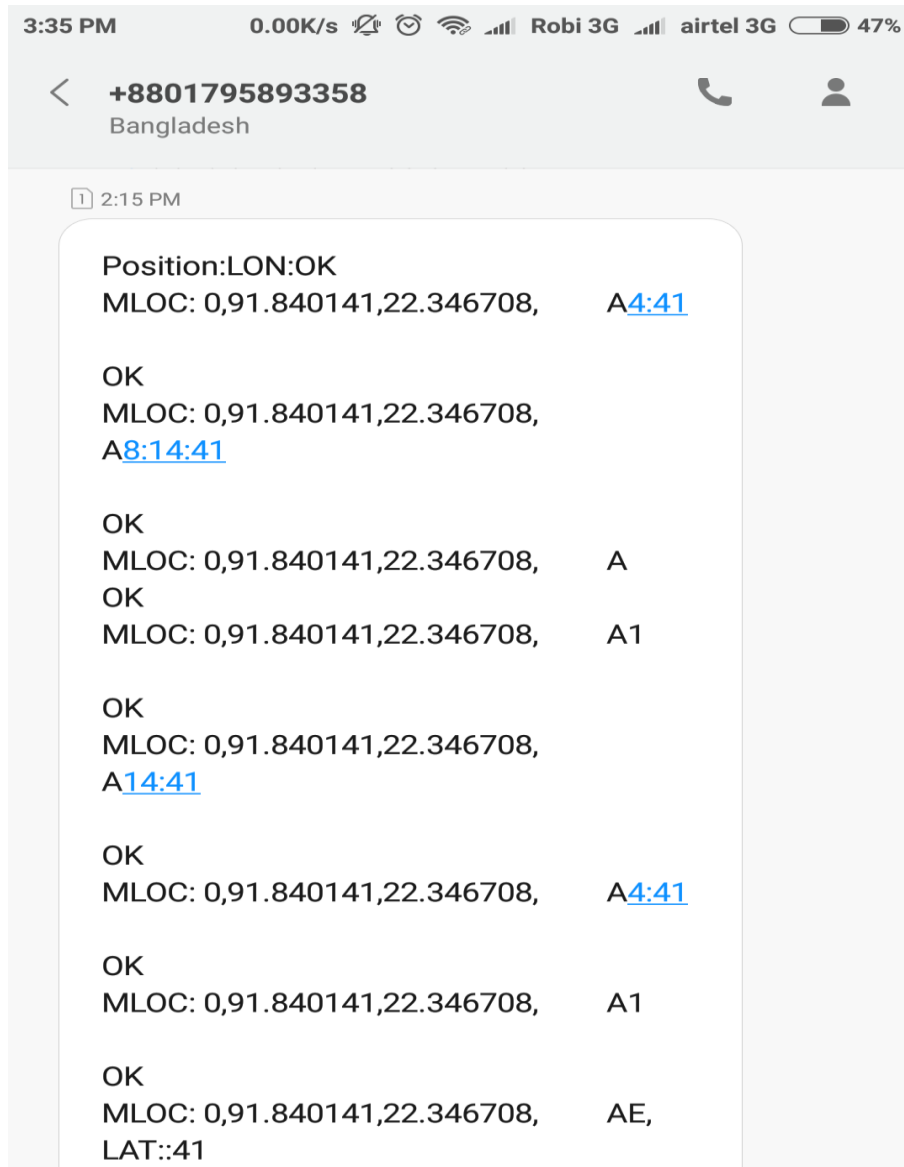 3:35 PM 0.00K/s Robi 3G airtel 3G 47%
+8801795893358
Bangladesh
1 2:15 PM
Position:LON:OK
MLOC: 0,91.840141,22.346708, A4:41
OK
MLOC: 0,91.840141,22.346708,
A8:14:41
OK
MLOC: 0,91.840141,22.346708, A
OK
MLOC: 0,91.840141,22.346708, A1
OK
MLOC: 0,91.840141,22.346708,
A14:41
OK
MLOC: 0,91.840141,22.346708, A4:41
OK
MLOC: 0,91.840141,22.346708, A1
OK
MLOC: 0,91.840141,22.346708, AE,
LAT::41